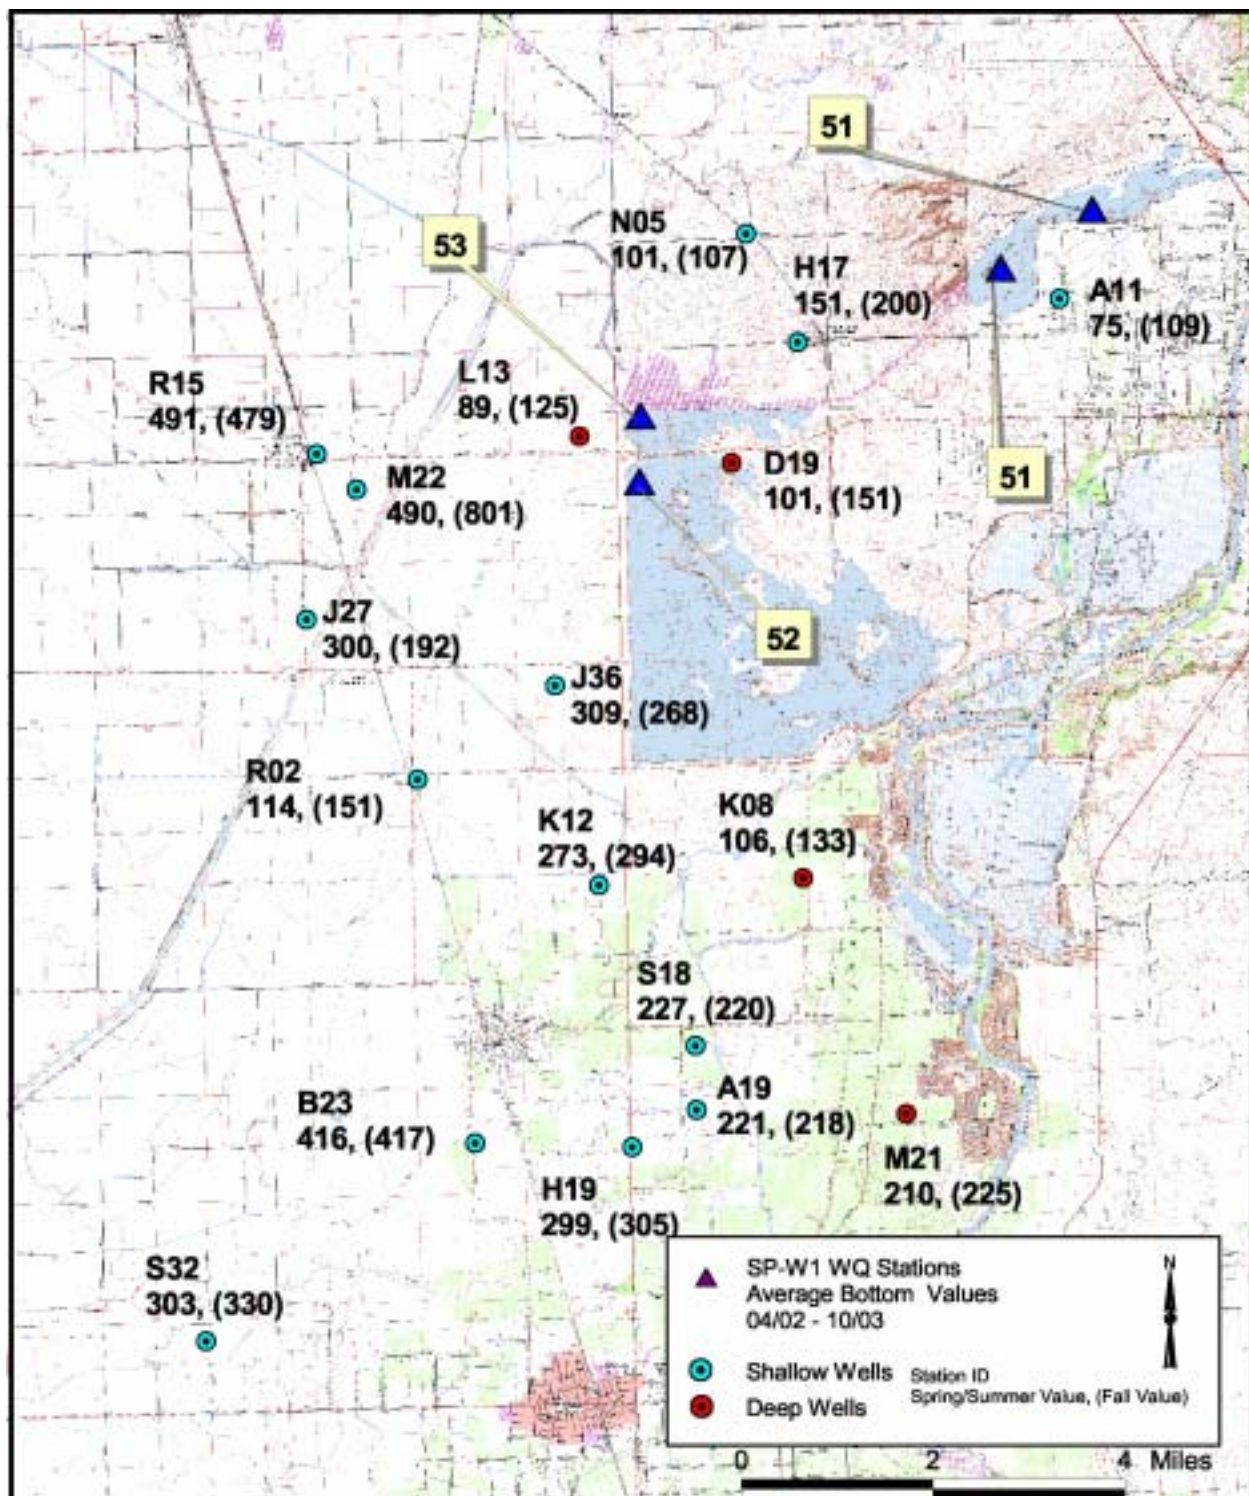 51
53
N05
101, (107)
H17
151, (200)
A11
75, (109)
L13
89, (125)
R15
491, (479)
D19
101, (151)
51
M22
490, (801)
J27
300, (192)
52
J36
309, (268)
R02
114, (151)
K12
273, (294)
K08
106, (133)
S18
227, (220)
B23
416, (417)
A19
221, (218)
M21
210, (225)
H19
299, (305)
S32
303, (330)
SP-W1 WQ Stations
Average Bottom Values
04/02 - 10/03
N
Shallow Wells
Deep Wells
Station ID
Spring/Summer Value, (Fall Value)
0 2 4 Miles